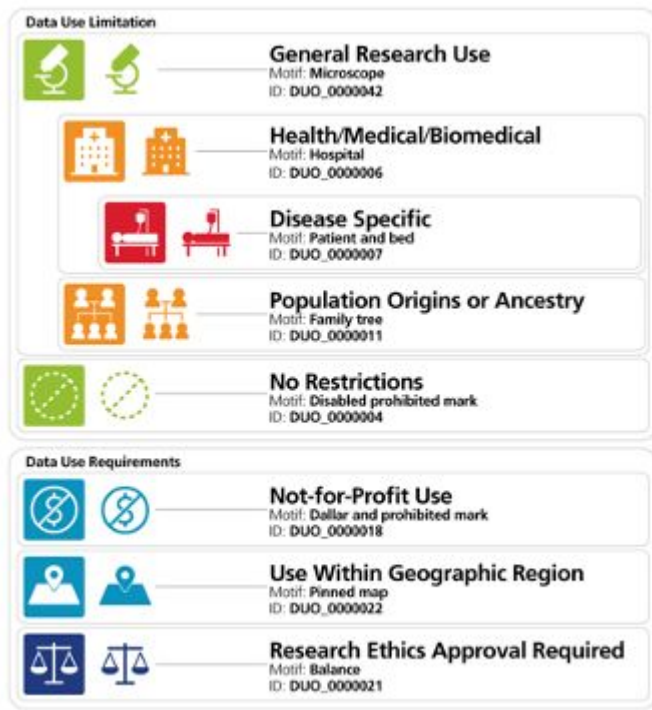 Data Use Limitation
General Research Use
Motif: Microscope
ID: DUO_0000042
Health/Medical/Biomedical
Motif: Hospital
ID: DUO_0000006
Disease Specific
Motif: Patient and bed
ID: DUO_0000007
Population Origins or Ancestry
Motif: Family tree
ID: DUO_0000011
No Restrictions
Motif: Disabled prohibited mark
ID: DUO_0000004
Data Use Requirements
Not-for-Profit Use
Motif: Dallar and prohibited mark
ID: DUO_0000018
Use Within Geographic Region
Motif: Pinned map
ID: DUO_0000022
Research Ethics Approval Required
Motif: Balance
ID: DUO_0000021